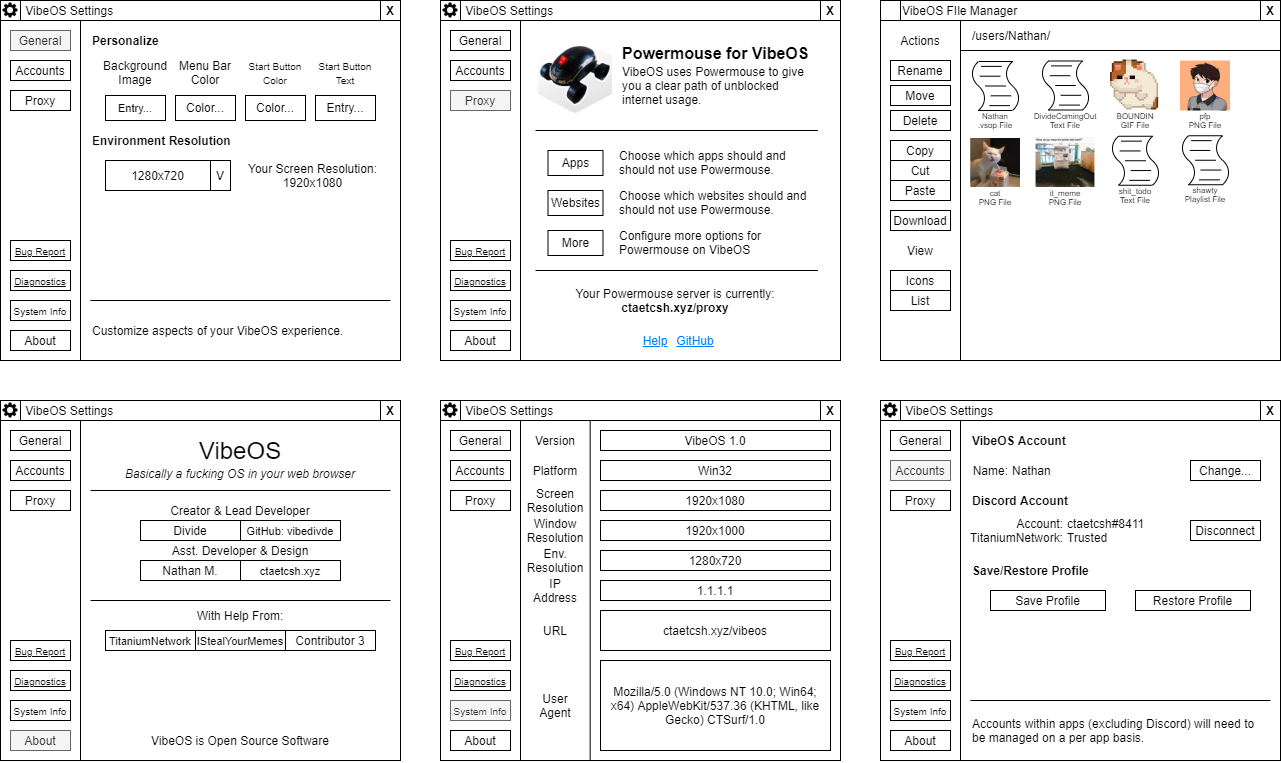 VibeOS Settings
X
General
Accounts
Proxy
Bug Report
Diagnostics
System Info
About
Personalize
Background
Image
Menu Bar
Color
Start Button
Color
Start Button
Text
Entry...
Color...
Color...
Entry...
Environment Resolution
1280x720
V
Your Screen Resolution:
1920x1080
Customize aspects of your VibeOS experience.
VibeOS Settings
X
General
Accounts
Proxy
Bug Report
Diagnostics
System Info
About
Powermouse for VibeOS
VibeOS uses Powermouse to give
you a clear path of unblocked
internet usage.
Apps
Choose which apps should and
should not use Powermouse.
Websites
Choose which websites should and
should not use Powermouse.
More
Configure more options for
Powermouse on VibeOS
Your Powermouse server is currently:
ctaetcsh.xyz/proxy
Help
GitHub
VibeOS FIle Manager
X
Actions
Rename
Move
Delete
Copy
Cut
Paste
Download
View
Icons
List
/users/Nathan/
Nathan
.vsop File
DivideComingOut
Text File
BOUNDIN
GIF File
pfp
PNG File
cat
PNG File
it_meme
PNG File
shit_todo
Text File
shawty
Playlist File
VibeOS Settings
X
General
Accounts
Proxy
Bug Report
Diagnostics
System Info
About
VibeOS
Basically a fucking OS in your web browser
Creator & Lead Developer
Divide
GitHub: vibedivde
Asst. Developer & Design
Nathan M.
ctaetcsh.xyz
With Help From:
TitaniumNetwork
IStealYourMemes
Contributor 3
VibeOS is Open Source Software
VibeOS Settings
X
General
Accounts
Proxy
Bug Report
Diagnostics
System Info
About
Version
VibeOS 1.0
Platform
Win32
Screen
Resolution
1920x1080
Window
Resolution
1920x1000
Env.
Resolution
1280x720
IP
Address
1.1.1.1
URL
ctaetcsh.xyz/vibeos
User
Agent
Mozilla/5.0 (Windows NT 10.0; Win64;
x64) AppleWebKit/537.36 (KHTML, like
Gecko) CTSurf/1.0
VibeOS Settings
X
General
Accounts
Proxy
Bug Report
Diagnostics
System Info
About
VibeOS Account
Name: Nathan
Change...
Discord Account
Account: ctaetcsh#8411
TitaniumNetwork: Trusted
Disconnect
Save/Restore Profile
Save Profile
Restore Profile
Accounts within apps (excluding Discord) will need to
be managed on a per app basis.